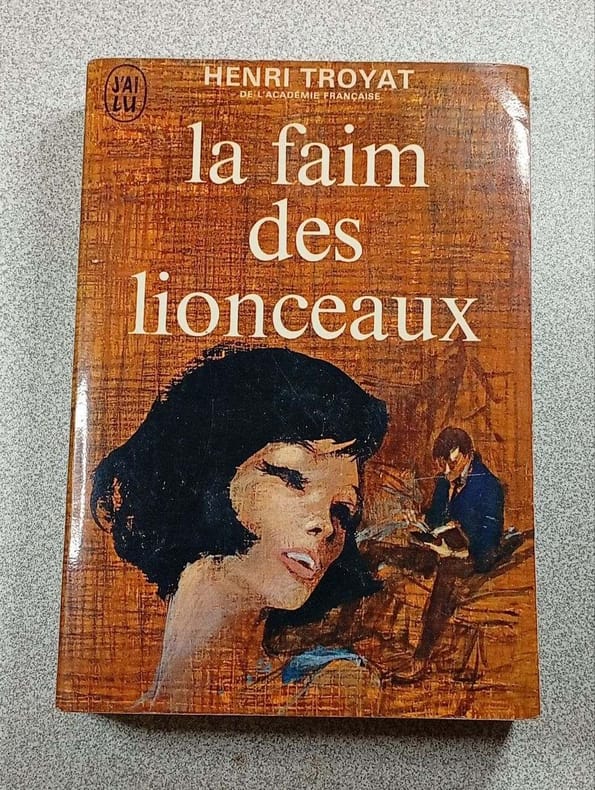 J'AI
LU
HENRI TROYAT
DE L'ACADÉMIE FRANÇAISE
la faim
des
lionceaux